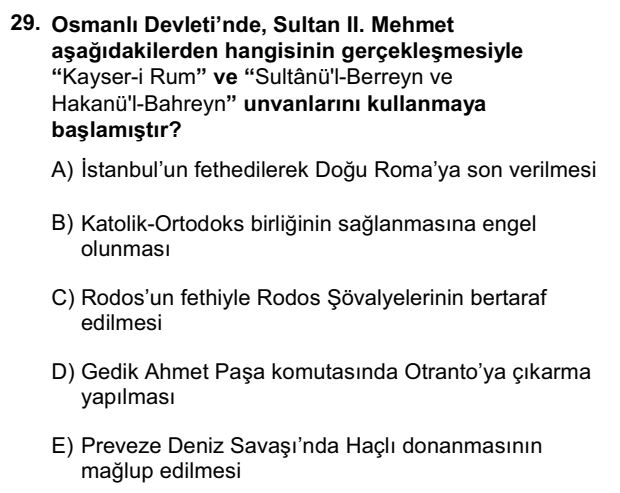 29. Osmanlı Devleti’nde, Sultan II. Mehmet
aşağıdakilerden hangisinin gerçekleşmesiyle
“Kayser-i Rum” ve “Sultânü'l-Berreyn ve
Hakanü'l-Bahreyn” unvanlarını kullanmaya
başlamıştır?
A) İstanbul’un fethedilerek Doğu Roma’ya son verilmesi
B) Katolik-Ortodoks birliğinin sağlanmasına engel
olunması
C) Rodos’un fethiyle Rodos Şövalyelerinin bertaraf
edilmesi
D) Gedik Ahmet Paşa komutasında Otranto’ya çıkarma
yapılması
E) Preveze Deniz Savaşı’nda Haçlı donanmasının
mağlup edilmesi